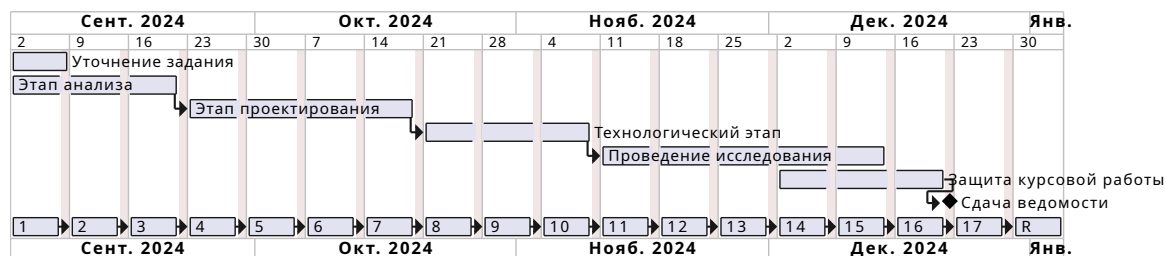 Сент. 2024 Окт. 2024 Нояб. 2024 Дек. 2024 Янв.
2 9 16 23 30 7 14 21 28 4 11 18 25 2 9 16 23 30
Уточнение задания
Этап анализа
Этап проектирования
Технологический этап
Проведение исследования
Защита курсовой работы
Сдача ведомости
1 2 3 4 5 6 7 8 9 10 11 12 13 14 15 16 17 R
Сент. 2024 Окт. 2024 Нояб. 2024 Дек. 2024 Янв.